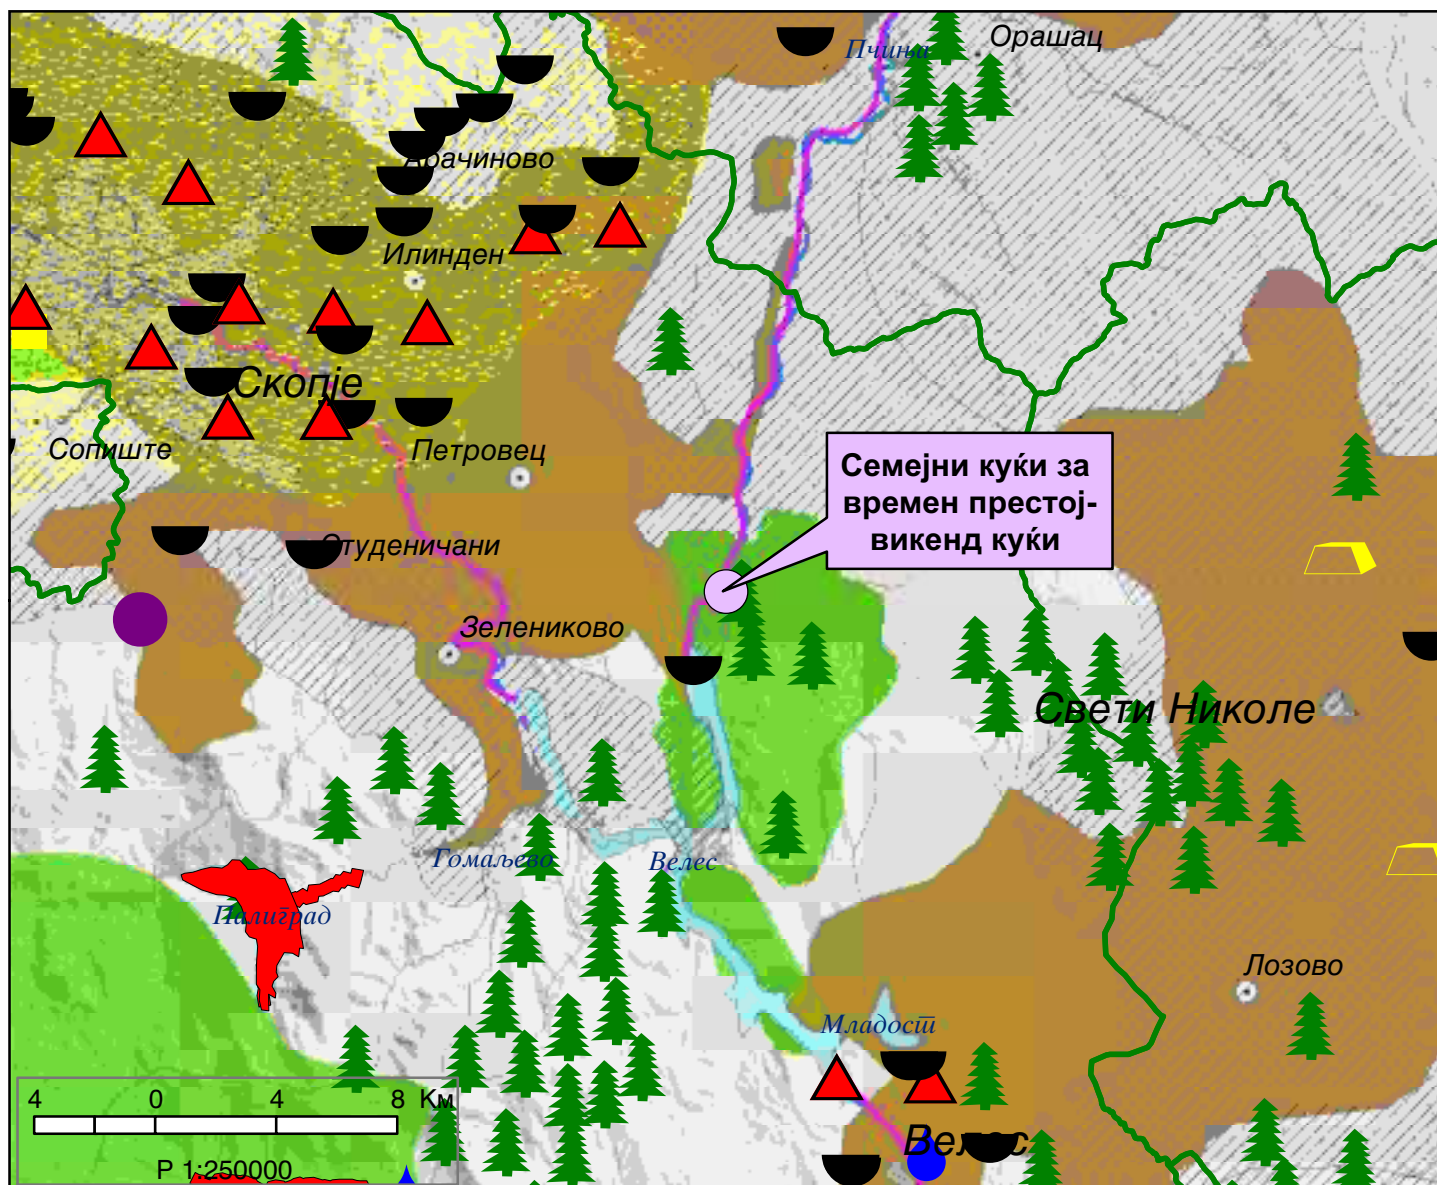 Пчиња
Орашац
Арачиново
Илинден
Скопје
Сопиште
Петровец
Семејни куќи за
времен престој-
викенд куќи
Студеничани
Зелениково
Свети Николе
Гомаљево
Велес
Палиград
Лозово
Младост
4 0 4 8 Км
Р 1:250000
Велес